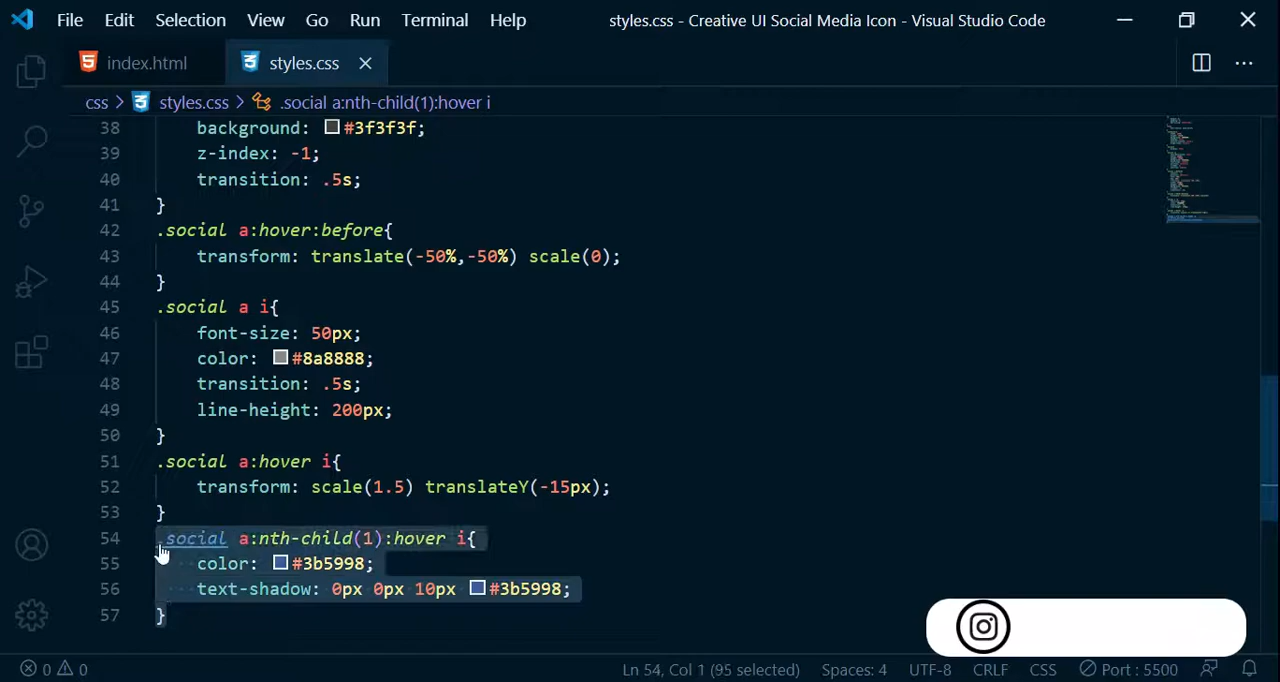 File Edit Selection View Go Run Terminal Help styles.css - Creative UI Social Media Icon - Visual Studio Code
index.html styles.css
css > styles.css > .social a:nth-child(1):hover i
38 background: #3f3f3f;
39 z-index: -1;
40 transition: .5s;
41 }
42 .social a:hover:before{
43 transform: translate(-50%,-50%) scale(0);
44 }
45 .social a i{
46 font-size: 50px;
47 color: #8a8888;
48 transition: .5s;
49 line-height: 200px;
50 }
51 .social a:hover i{
52 transform: scale(1.5) translateY(-15px);
53 }
54 .social a:nth-child(1):hover i{
55 color: #3b5998;
56 text-shadow: 0px 0px 10px #3b5998;
57 }
0 0 Ln 54, Col 1 (95 selected) Spaces: 4 UTF-8 CRLF CSS Port : 5500